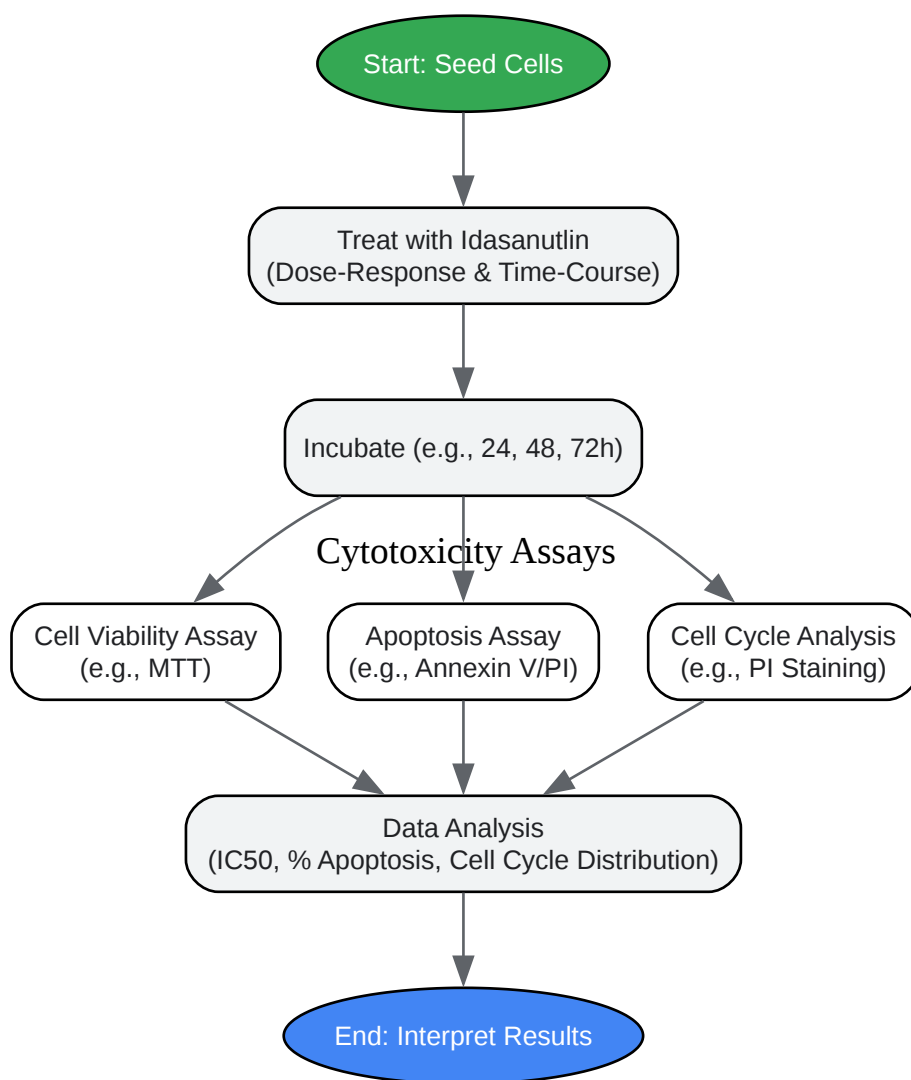 Start: Seed Cells
Treat with Idasanutlin
(Dose-Response & Time-Course)
Incubate (e.g., 24, 48, 72h)
Cytotoxicity Assays
Cell Viability Assay
(e.g., MTT)
Apoptosis Assay
(e.g., Annexin V/PI)
Cell Cycle Analysis
(e.g., PI Staining)
Data Analysis
(IC50, % Apoptosis, Cell Cycle Distribution)
End: Interpret Results